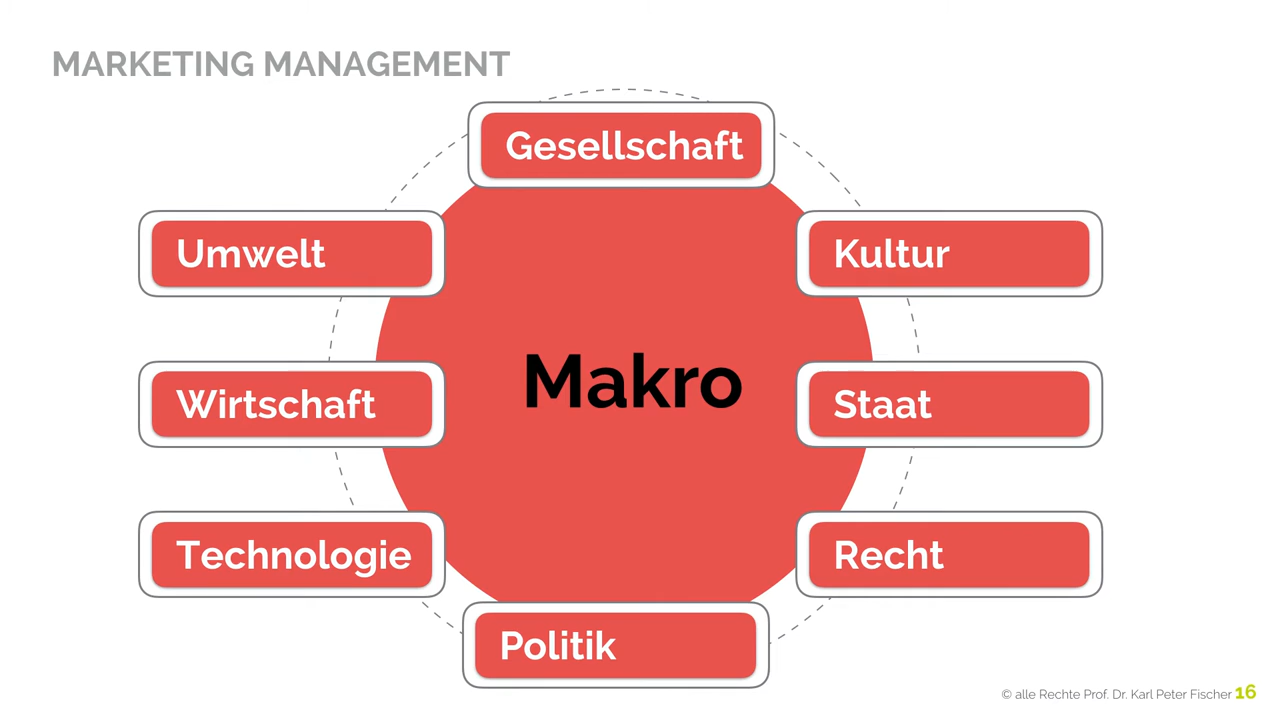 MARKETING MANAGEMENT
Gesellschaft
Umwelt
Kultur
Makro
Wirtschaft
Staat
Technologie
Recht
Politik
© alle Rechte Prof. Dr. Karl Peter Fischer 16